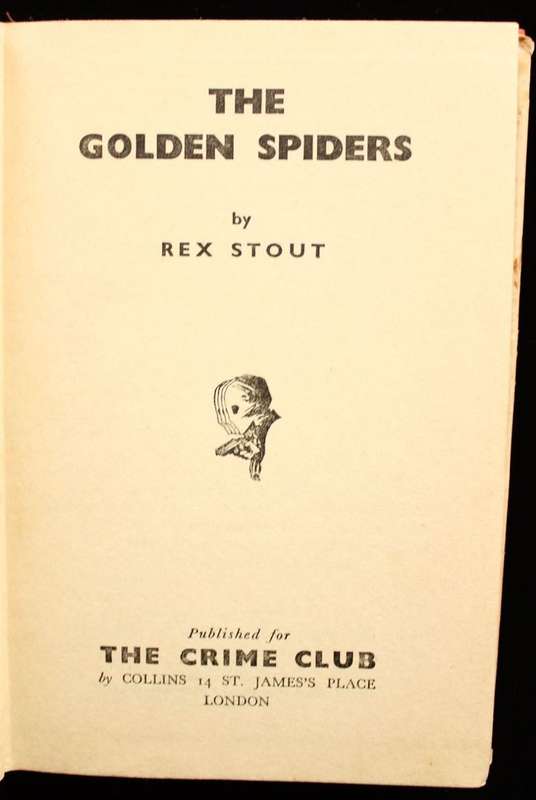 THE
GOLDEN SPIDERS
by
REX STOUT
Published for
THE CRIME CLUB
by COLLINS 14 ST. JAMES'S PLACE
LONDON